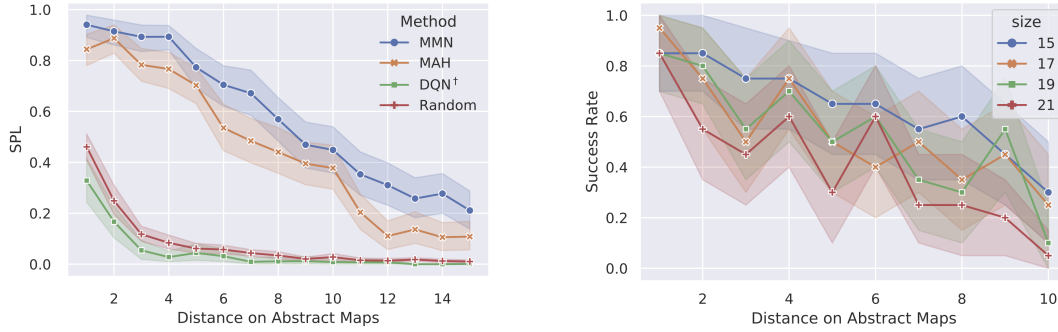 Method
MMN
MAH
DQN†
Random
SPL
1.0
0.8
0.6
0.4
0.2
0.0
2 4 6 8 10 12 14
Distance on Abstract Maps
size
15
17
19
21
Success Rate
1.0
0.8
0.6
0.4
0.2
0.0
2 4 6 8 10
Distance on Abstract Maps